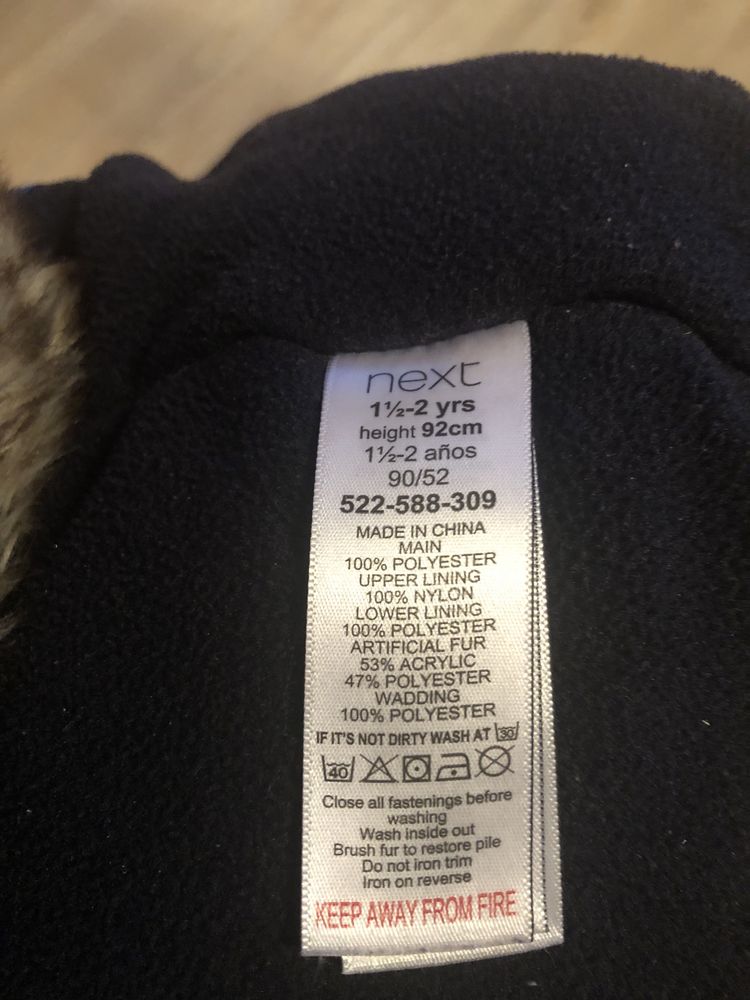 next
1½-2 yrs
height 92cm
1½-2 años
90/52
522-588-309
MADE IN CHINA
MAIN
100% POLYESTER
UPPER LINING
100% NYLON
LOWER LINING
100% POLYESTER
ARTIFICIAL FUR
53% ACRYLIC
47% POLYESTER
WADDING
100% POLYESTER
IF IT'S NOT DIRTY WASH AT 30
40
Close all fastenings before
washing
Wash inside out
Brush fur to restore pile
Do not iron trim
Iron on reverse
KEEP AWAY FROM FIRE